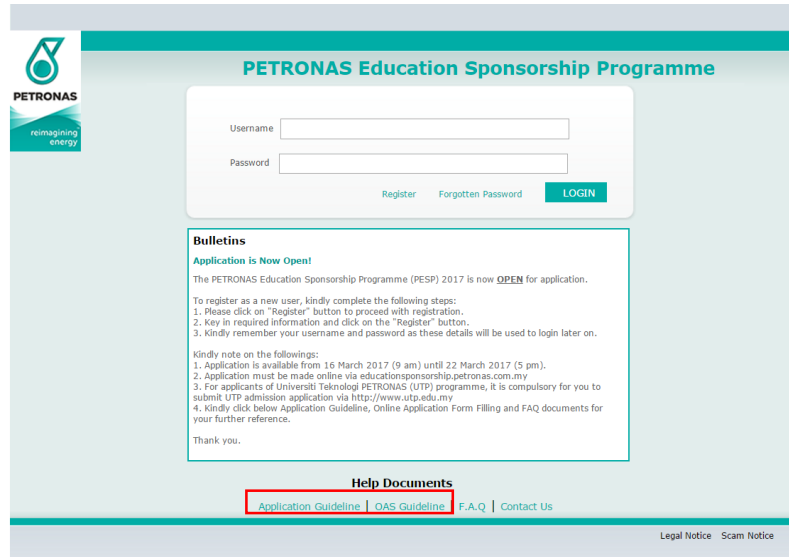 PETRONAS Education Sponsorship Programme
PETRONAS
reimagining
energy
Username
Password
Register Forgotten Password LOGIN
Bulletins
Application is Now Open!
The PETRONAS Education Sponsorship Programme (PESP) 2017 is now OPEN for application.
To register as a new user, kindly complete the following steps:
1. Please click on "Register" button to proceed with registration.
2. Key in required information and click on the "Register" button.
3. Kindly remember your username and password as these details will be used to login later on.
Kindly note on the followings:
1. Application is available from 16 March 2017 (9 am) until 22 March 2017 (5 pm).
2. Application must be made online via educationsponsorship.petronas.com.my
3. For applicants of Universiti Teknologi PETRONAS (UTP) programme, it is compulsory for you to
submit UTP admission application via http://www.utp.edu.my
4. Kindly click below Application Guideline, Online Application Form Filling and FAQ documents for
your further reference.
Thank you.
Help Documents
Application Guideline | OAS Guideline | F.A.Q | Contact Us
Legal Notice Scam Notice